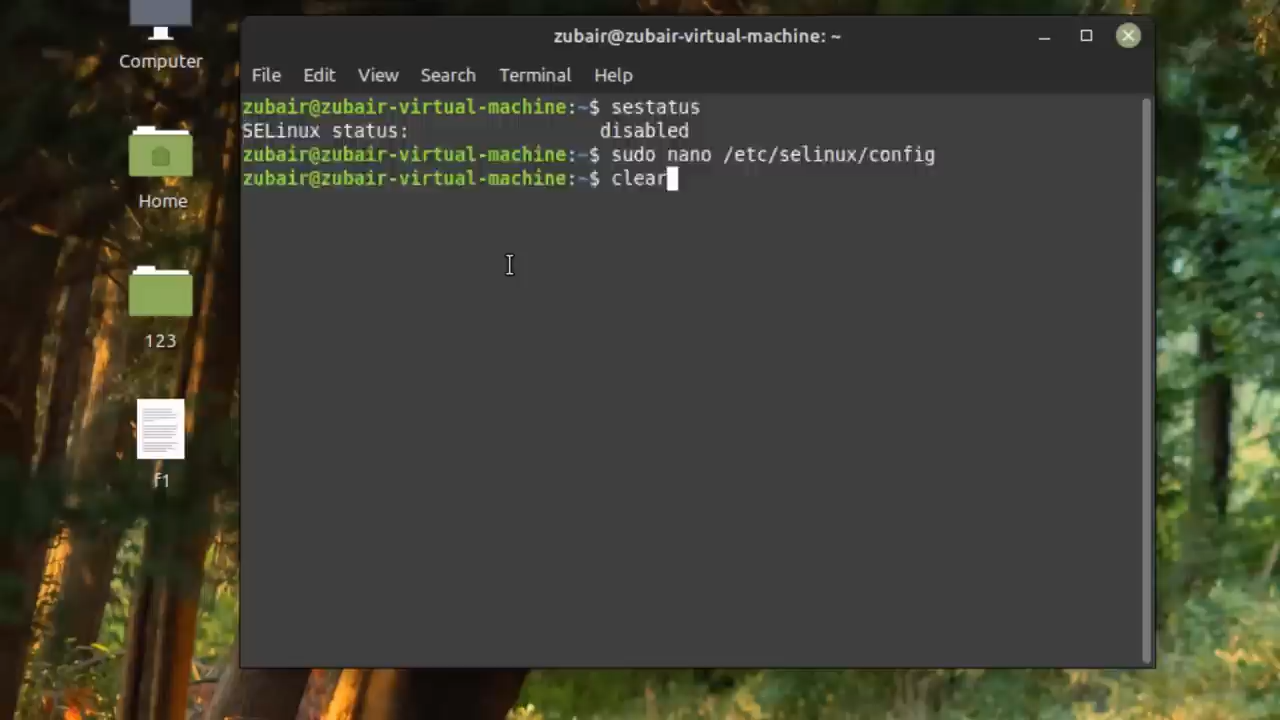 Computer
Home
123
f1
zubair@zubair-virtual-machine: ~
File Edit View Search Terminal Help
zubair@zubair-virtual-machine:~$ sestatus
SELinux status:                 disabled
zubair@zubair-virtual-machine:~$ sudo nano /etc/selinux/config
zubair@zubair-virtual-machine:~$ clear